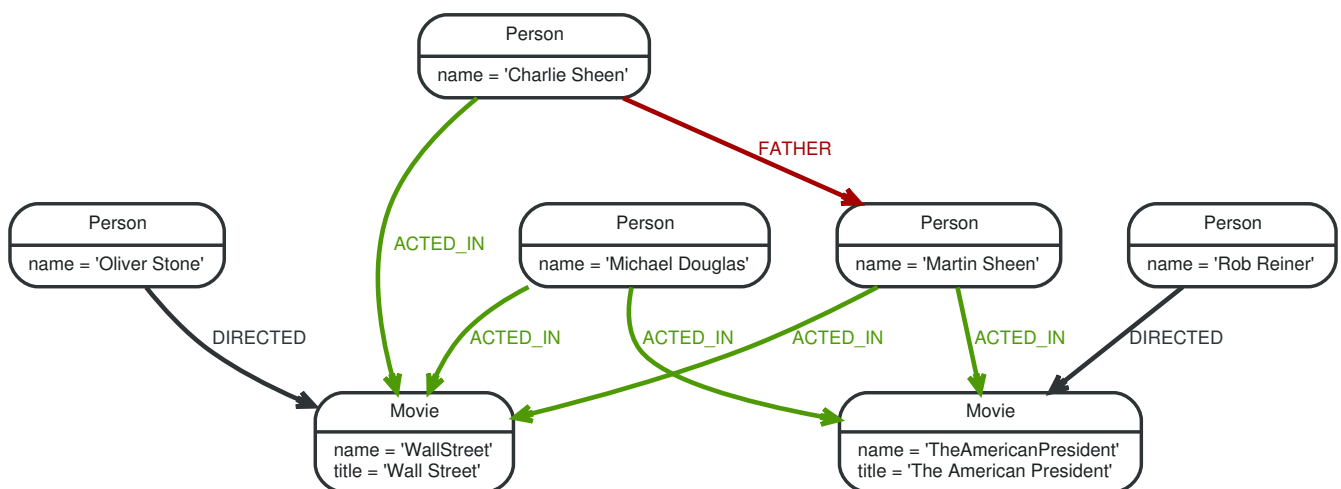 Person
name = 'Charlie Sheen'
FATHER
Person
name = 'Oliver Stone'
Person
name = 'Michael Douglas'
Person
name = 'Martin Sheen'
Person
name = 'Rob Reiner'
ACTED_IN
DIRECTED
ACTED_IN
ACTED_IN
ACTED_IN
ACTED_IN
DIRECTED
Movie
name = 'WallStreet'
title = 'Wall Street'
Movie
name = 'TheAmericanPresident'
title = 'The American President'